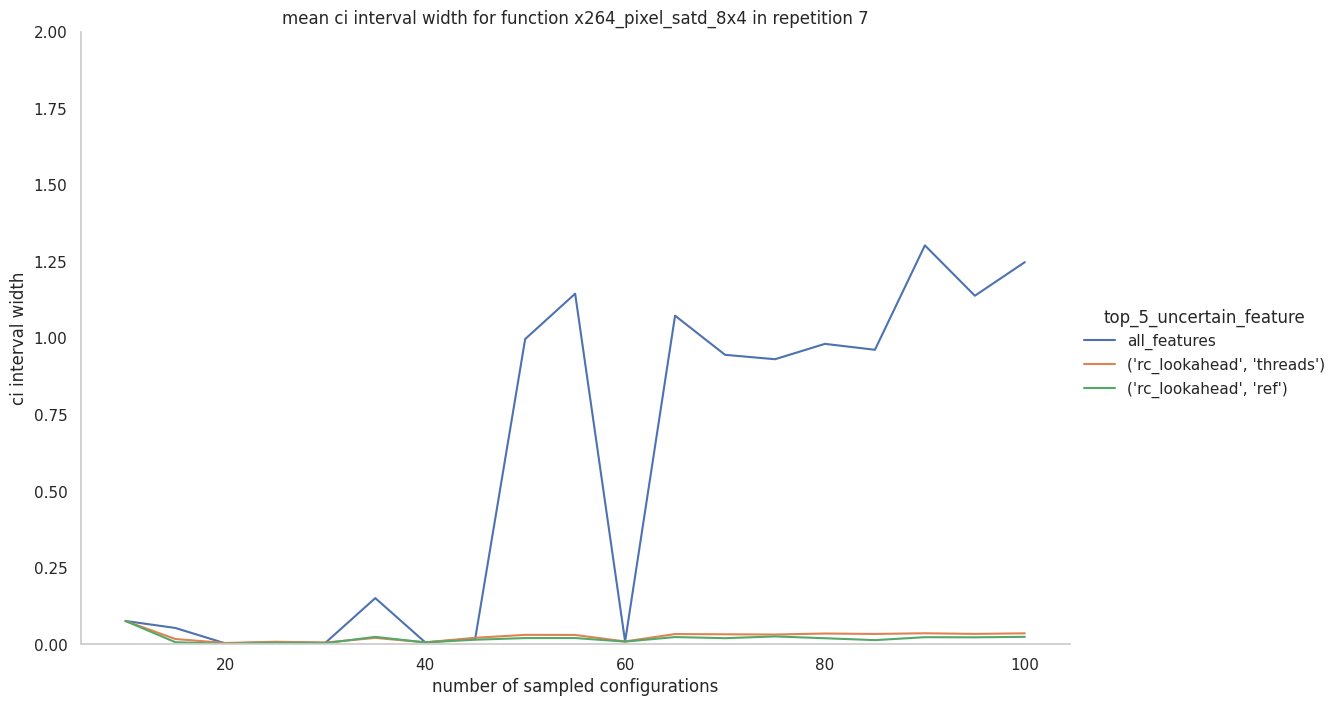 mean ci interval width for function x264_pixel_satd_8x4 in repetition 7
2.00
1.75
1.50
1.25
1.00
0.75
0.50
0.25
0.00
ci interval width
20
40
60
80
100
number of sampled configurations
top_5_uncertain_feature
all_features
('rc_lookahead', 'threads')
('rc_lookahead', 'ref')